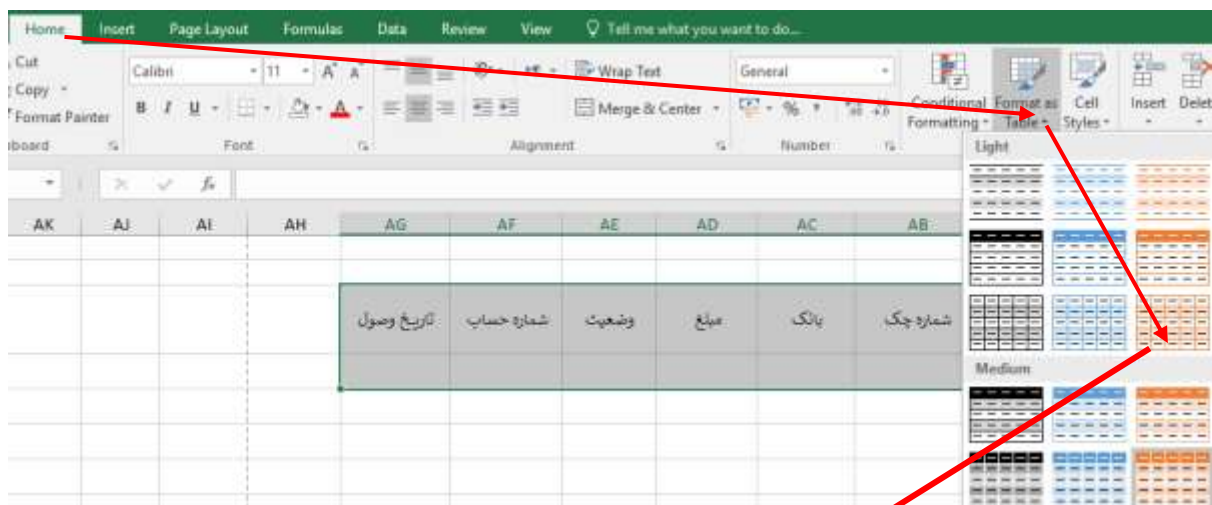 Home Insert Page Layout Formulas Data Review View Tell me what you want to do...
Cut
Copy
Format Painter
Calibri 11 A A
B I U A
Wrap Text
Merge & Center
General
%
Conditional Formatting
Format as Table
Cell Styles
Insert
Delet
board Font Alignment Number
fx
Light
AK AJ AI AH AG AF AE AD AC AB
شماره چک بانک مبلغ وضعیت شماره حساب تاریخ وصول
Medium